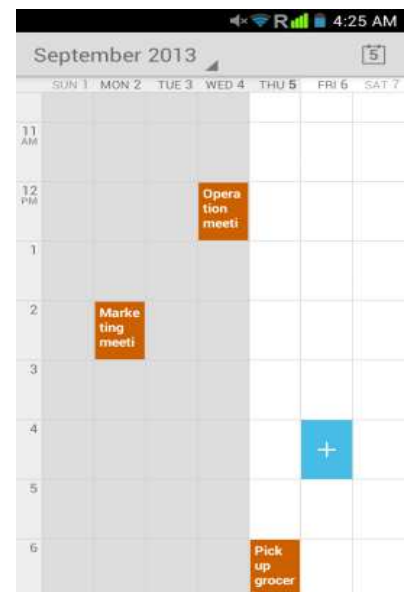 R 4:25 AM
September 2013 5
SUN 1 MON 2 TUE 3 WED 4 THU 5 FRI 6 SAT 7
11
AM
12
PM
Opera
tion
meeti
1
2
Marke
ting
meeti
3
4
+
5
6
Pick
up
grocer